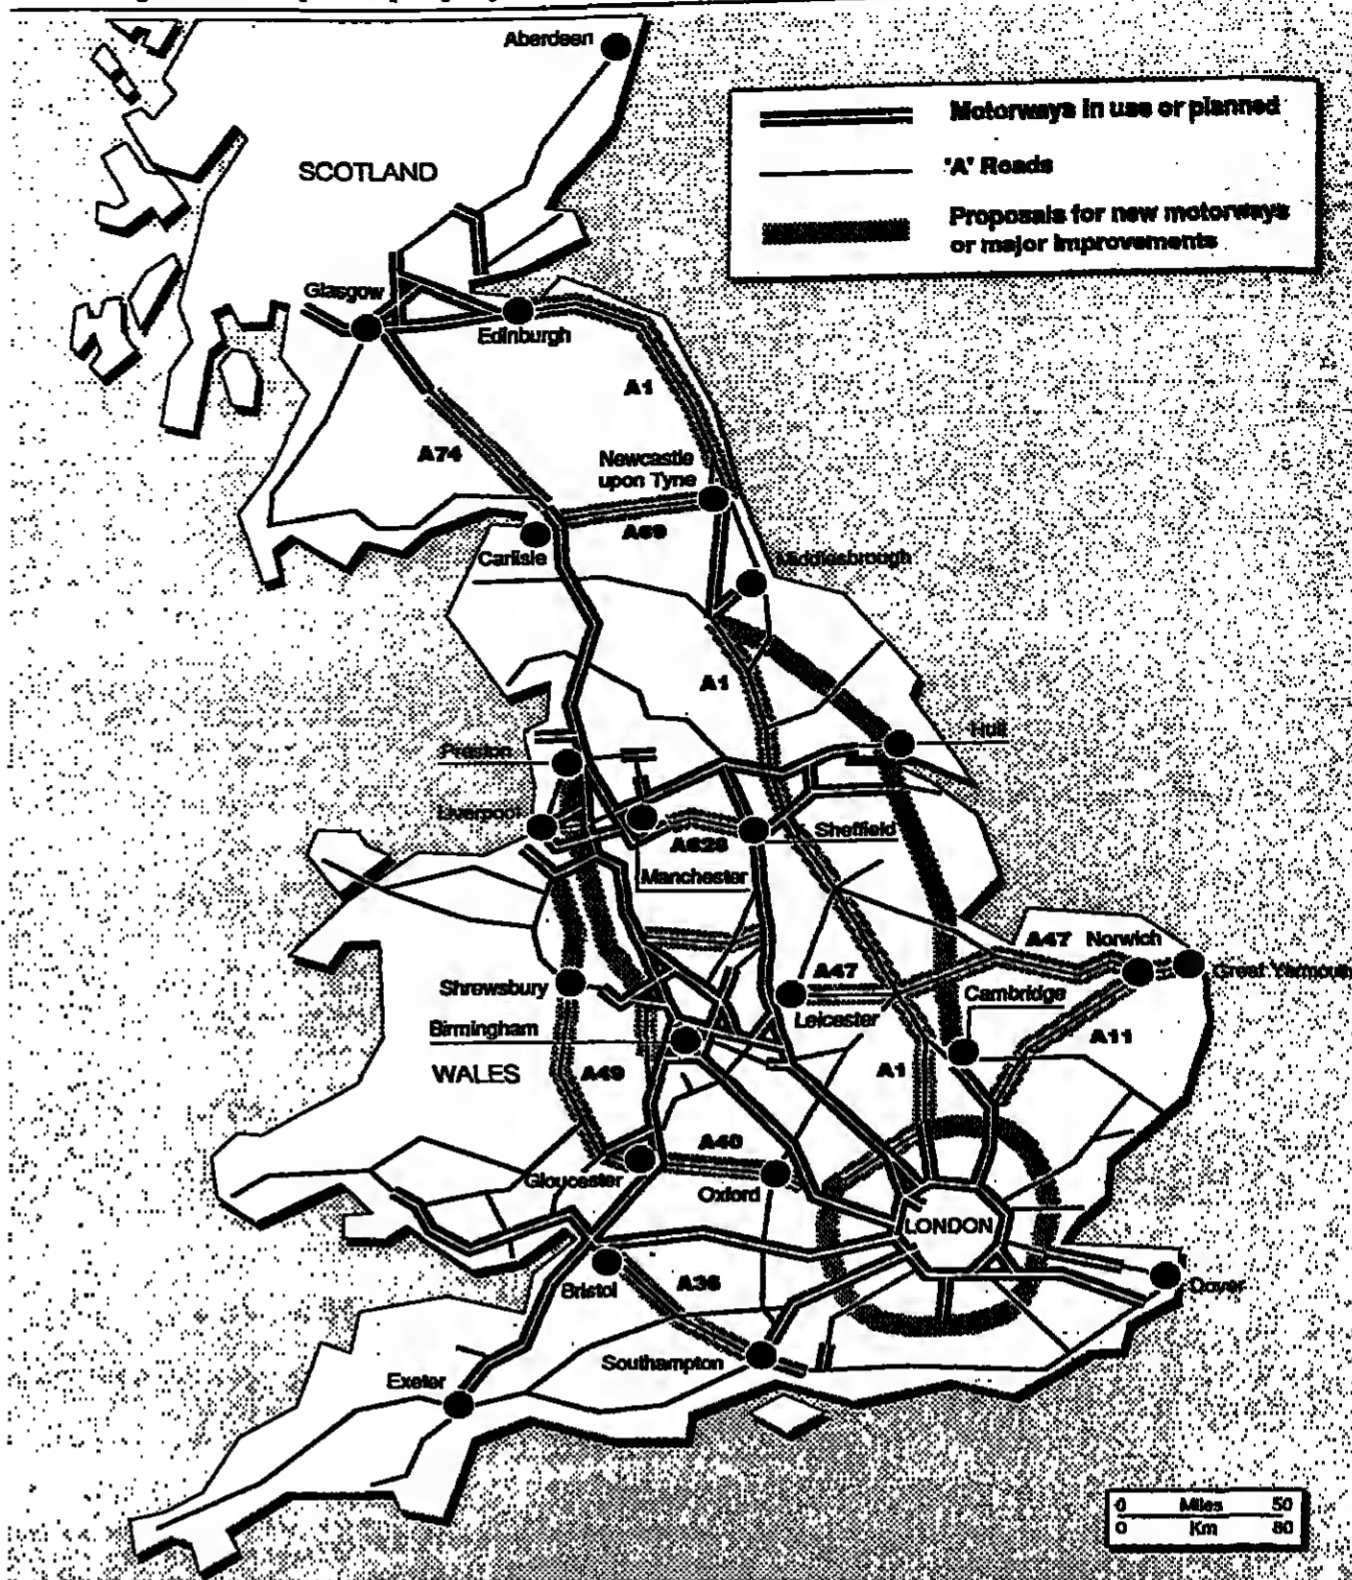 Aberdeen
Motorways in use or planned
'A' Roads
Proposals for new motorways
or major improvements
SCOTLAND
Glasgow
Edinburgh
A1
A74
Newcastle
upon Tyne
A69
Carlisle
Middlesbrough
A1
Hull
Preston
Liverpool
Sheffield
A628
Manchester
A47
Norwich
Great Yarmouth
A47
Shrewsbury
Cambridge
Leicester
Birmingham
A11
WALES
A49
A1
A40
Gloucester
Oxford
LONDON
A36
Bristol
Dover
Southampton
Exeter
0 Miles 50
0 Km 80